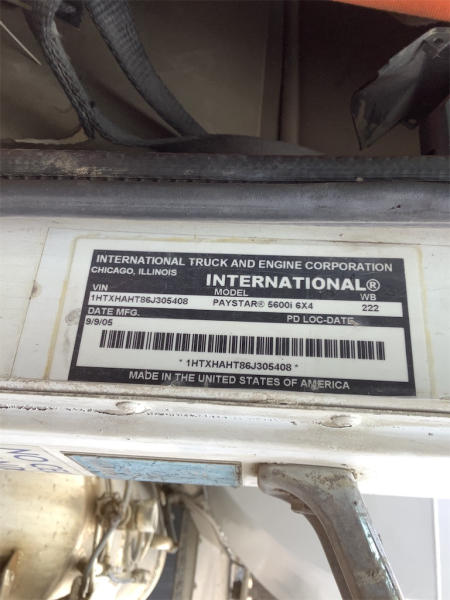 INTERNATIONAL TRUCK AND ENGINE CORPORATION
CHICAGO, ILLINOIS
INTERNATIONAL®
VIN MODEL WB
1HTXHAHT86J305408 PAYSTAR® 5600i 6X4 222
DATE MFG. PD LOC-DATE
9/9/05
* 1HTXHAHT86J305408 *
MADE IN THE UNITED STATES OF AMERICA